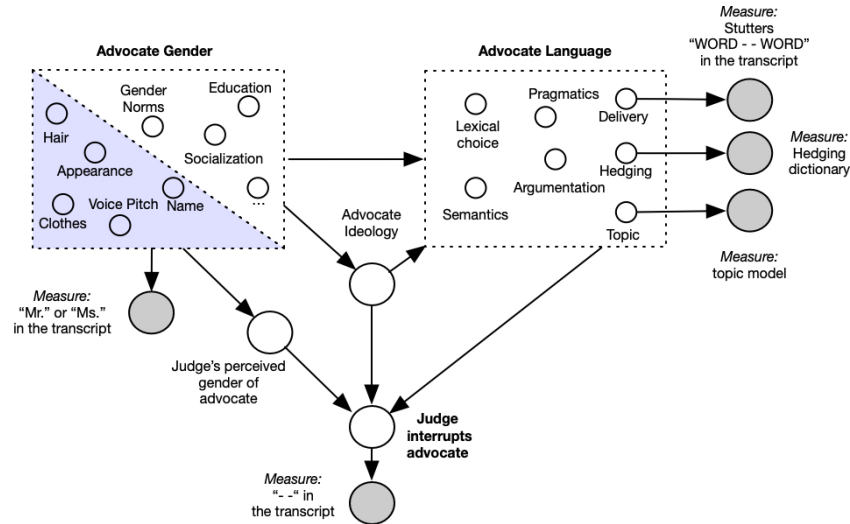 Measure:
Stutters
“WORD - - WORD”
in the transcript
Advocate Gender
Advocate Language
Gender
Norms
Education
Hair
Socialization
Appearance
Name
...
Clothes
Voice Pitch
Lexical
choice
Pragmatics
Delivery
Hedging
Argumentation
Semantics
Topic
Measure:
Hedging
dictionary
Measure:
topic model
Advocate
Ideology
Measure:
“Mr.” or “Ms.”
in the transcript
Judge’s perceived
gender of
advocate
Judge
interrupts
advocate
Measure:
“- -“ in
the transcript